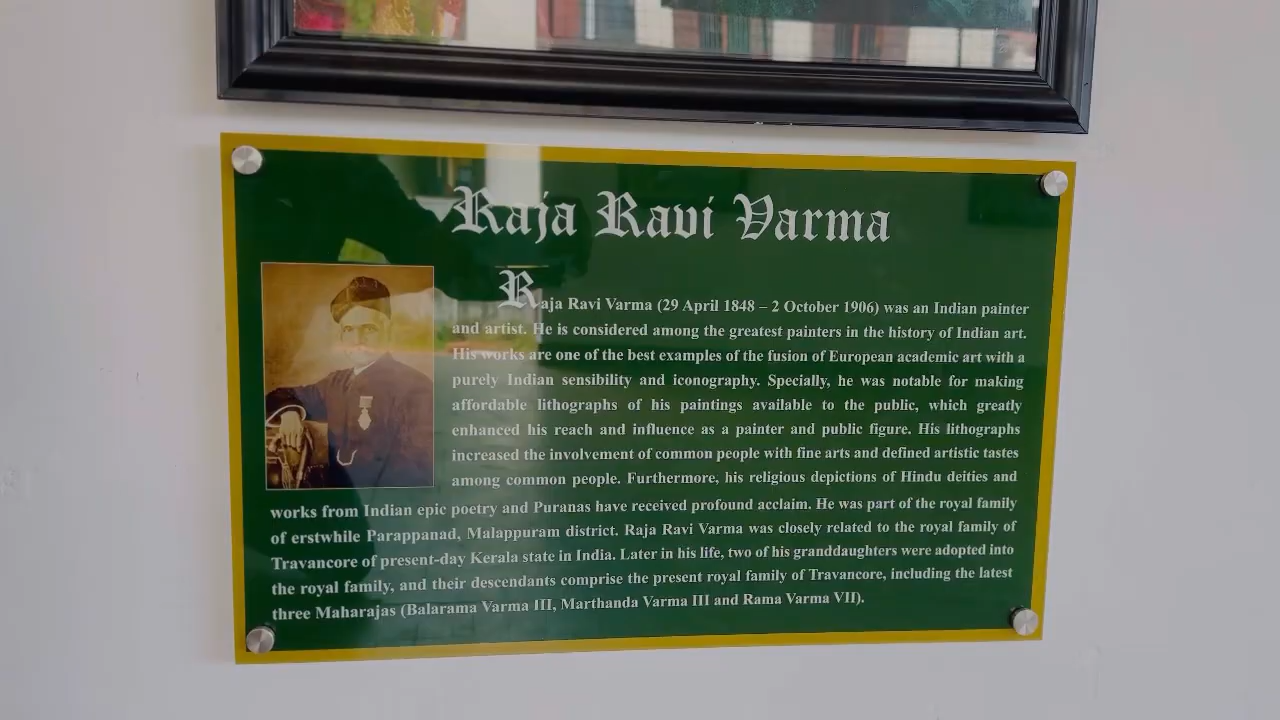 Raja Ravi Varma
Raja Ravi Varma (29 April 1848 – 2 October 1906) was an Indian painter
and artist. He is considered among the greatest painters in the history of Indian art.
His works are one of the best examples of the fusion of European academic art with a
purely Indian sensibility and iconography. Specially, he was notable for making
affordable lithographs of his paintings available to the public, which greatly
enhanced his reach and influence as a painter and public figure. His lithographs
increased the involvement of common people with fine arts and defined artistic tastes
among common people. Furthermore, his religious depictions of Hindu deities and
works from Indian epic poetry and Puranas have received profound acclaim. He was part of the royal family
of erstwhile Parappanad, Malappuram district. Raja Ravi Varma was closely related to the royal family of
Travancore of present-day Kerala state in India. Later in his life, two of his granddaughters were adopted into
the royal family, and their descendants comprise the present royal family of Travancore, including the latest
three Maharajas (Balarama Varma III, Marthanda Varma III and Rama Varma VII).